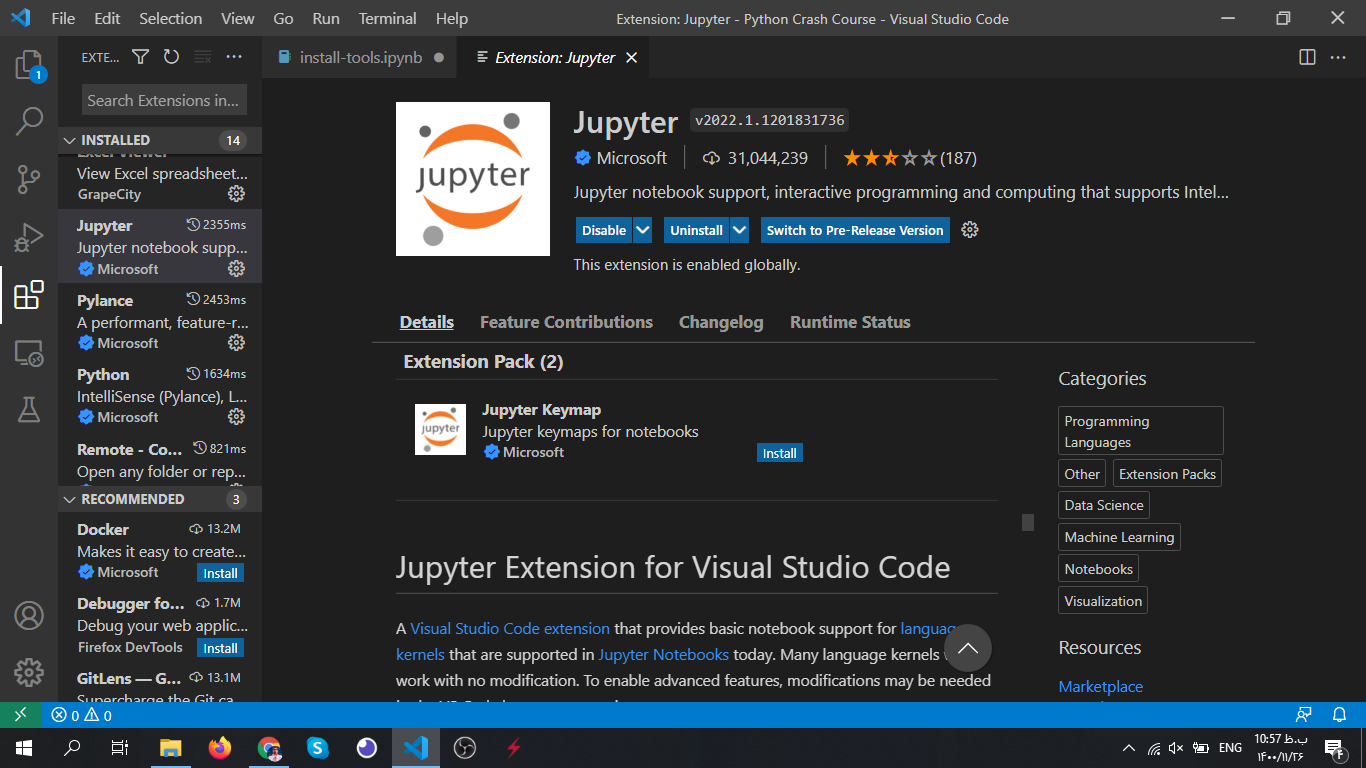 File Edit Selection View Go Run Terminal Help
Extension: Jupyter - Python Crash Course - Visual Studio Code
1
EXTE...
Search Extensions in...
INSTALLED 14
Excel Viewer
View Excel spreadsheet...
GrapeCity
Jupyter 2355ms
Jupyter notebook supp...
Microsoft
Pylance 2453ms
A performant, feature-r...
Microsoft
Python 1634ms
IntelliSense (Pylance), L...
Microsoft
Remote - Co... 821ms
Open any folder or rep...
RECOMMENDED 3
Docker 13.2M
Makes it easy to create...
Microsoft Install
Debugger fo... 1.7M
Debug your web applic...
Firefox DevTools Install
GitLens — G... 13.1M
Supercharge the Git ca...
install-tools.ipynb
Extension: Jupyter
jupyter
Jupyter v2022.1.1201831736
Microsoft 31,044,239 (187)
Jupyter notebook support, interactive programming and computing that supports Intel...
Disable Uninstall Switch to Pre-Release Version
This extension is enabled globally.
Details Feature Contributions Changelog Runtime Status
Extension Pack (2)
jupyter
Jupyter Keymap
Jupyter keymaps for notebooks
Microsoft Install
Jupyter Extension for Visual Studio Code
A Visual Studio Code extension that provides basic notebook support for languag
kernels that are supported in Jupyter Notebooks today. Many language kernels
work with no modification. To enable advanced features, modifications may be needed
Categories
Programming
Languages
Other Extension Packs
Data Science
Machine Learning
Notebooks
Visualization
Resources
Marketplace
0 0
ENG
10:57 ب.ظ
۱۴۰۰/۱۱/۲۶
۴